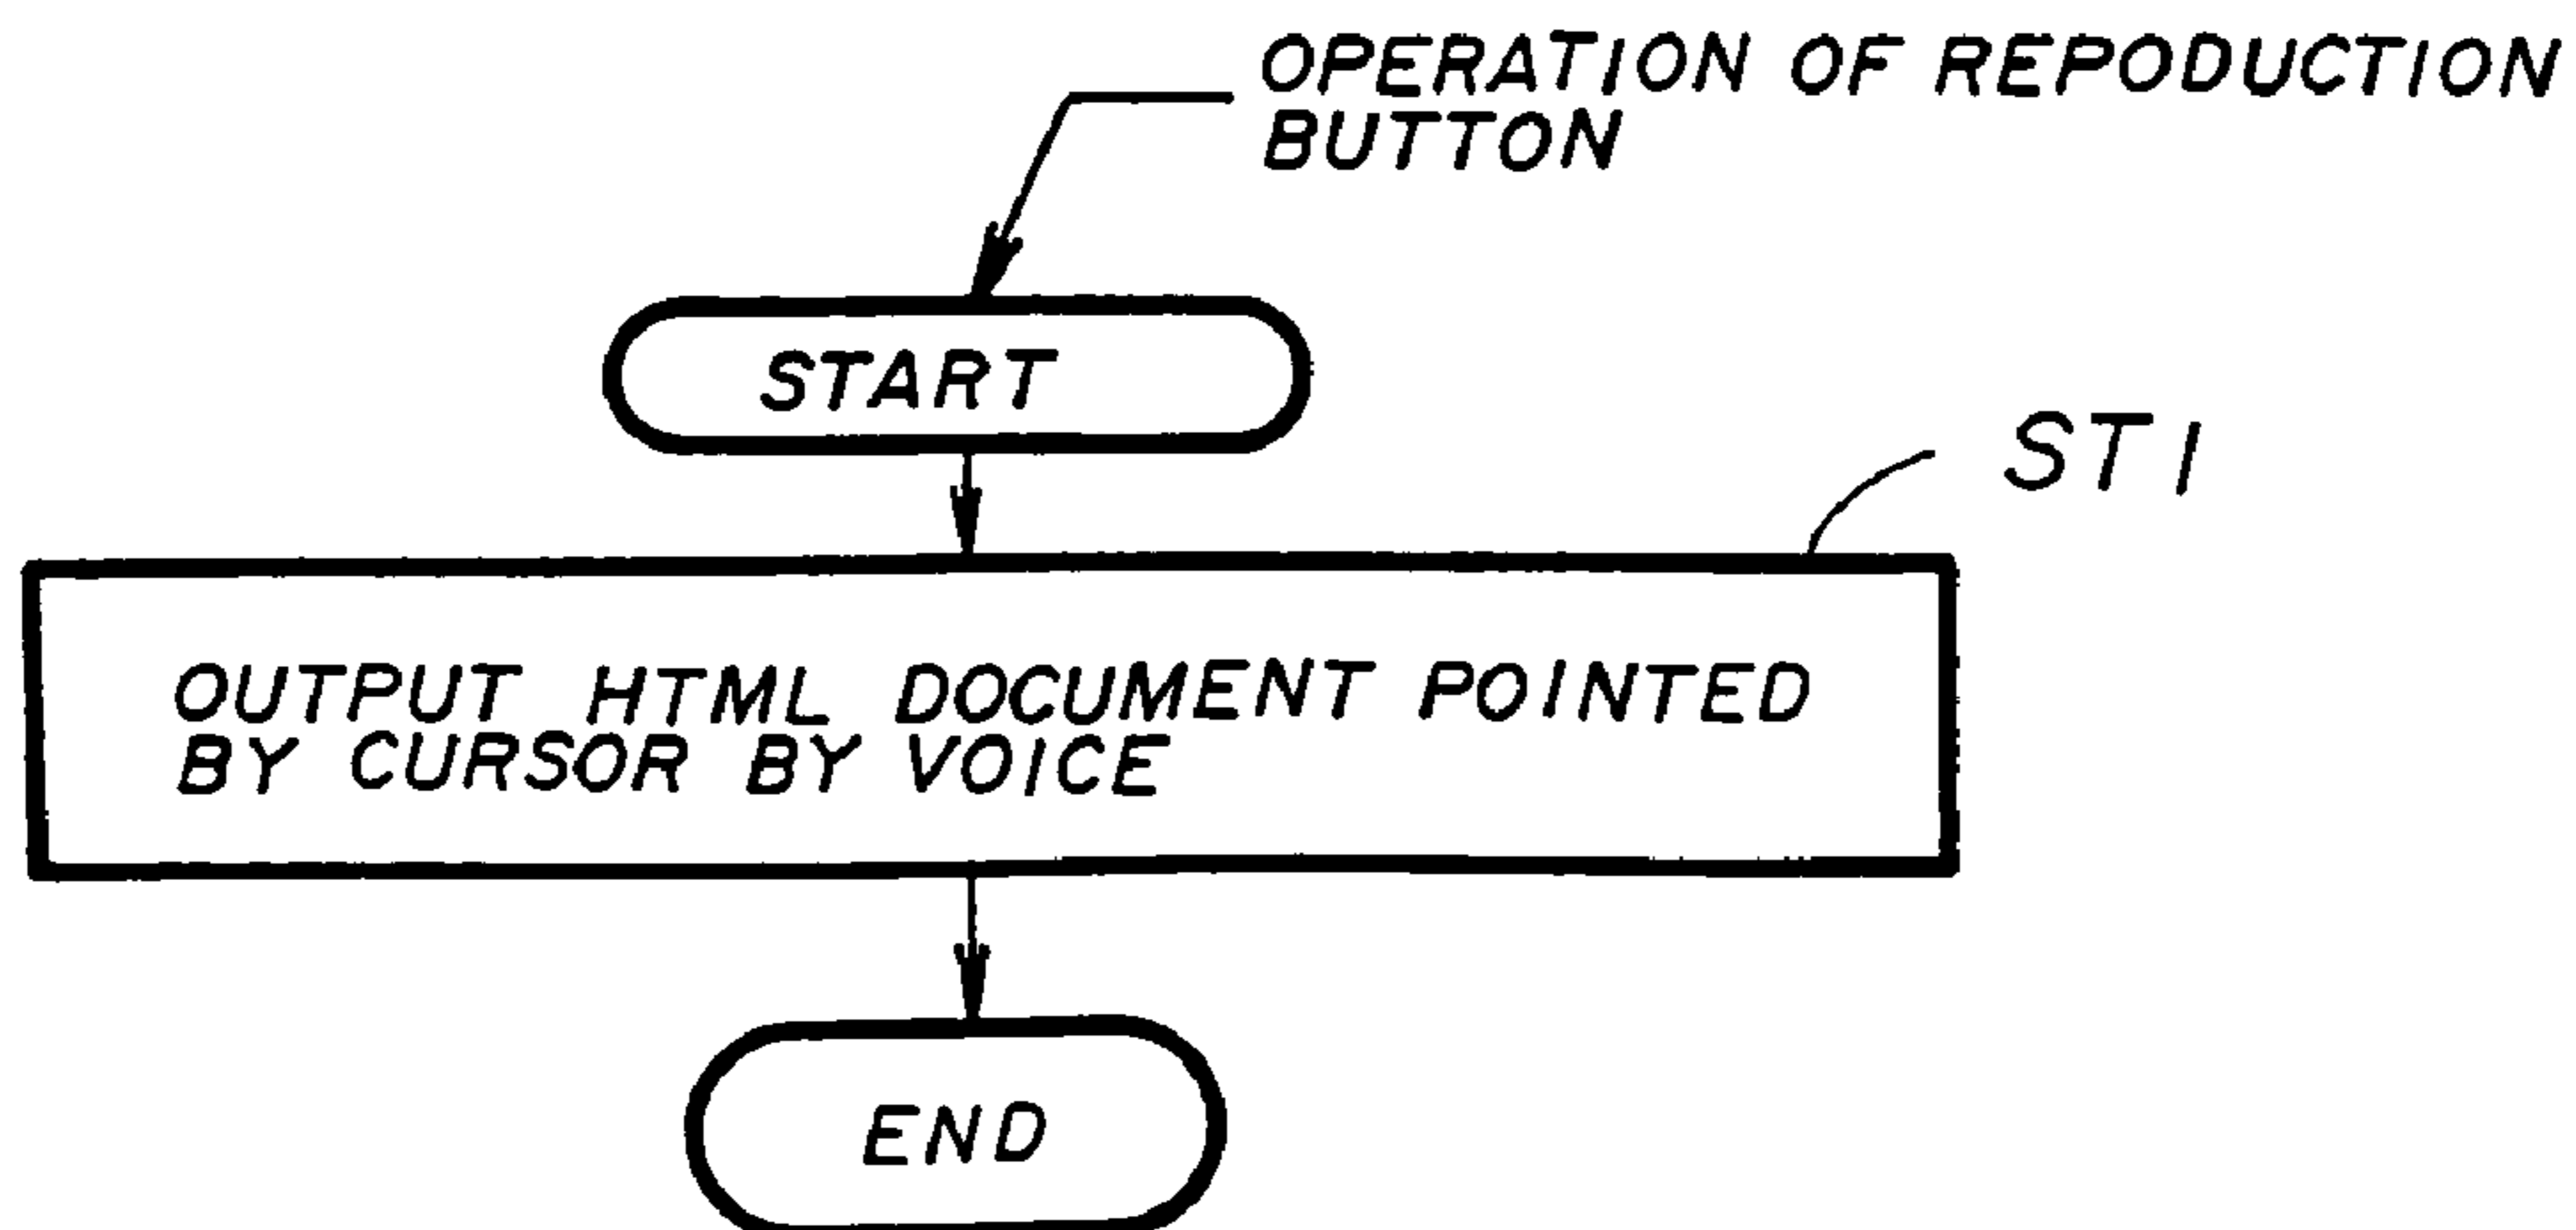 OPERATION OF REPODUCTION
BUTTON
START
ST1
OUTPUT HTML DOCUMENT POINTED
BY CURSOR BY VOICE
END